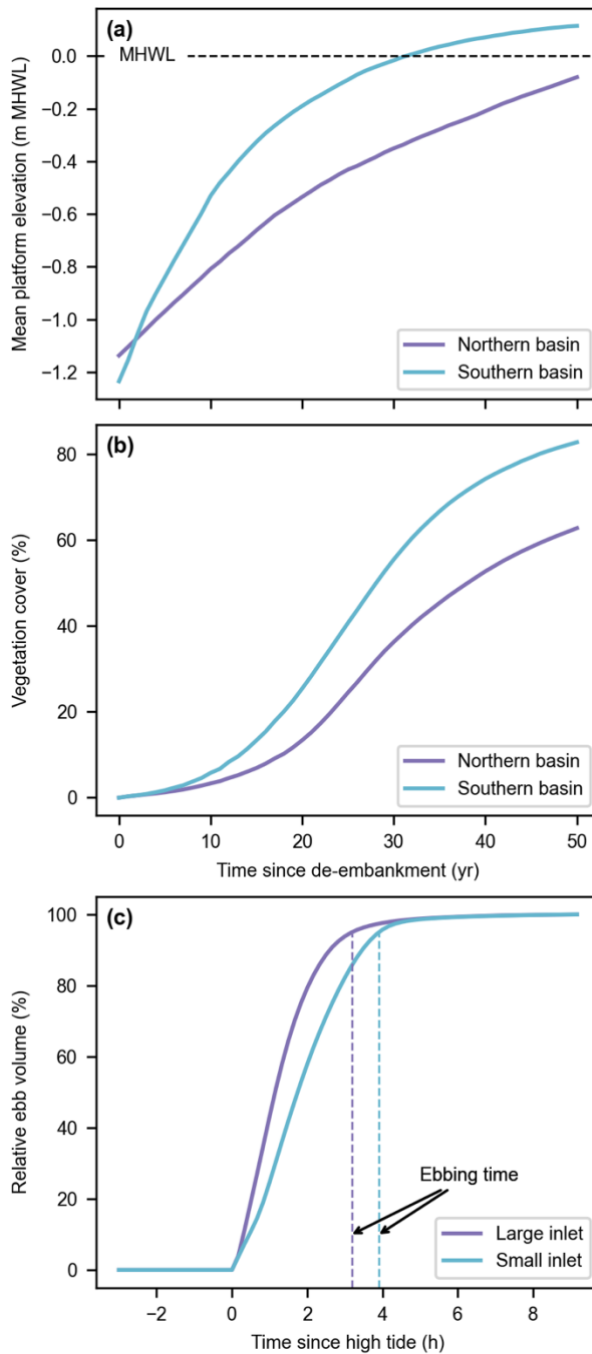 (a)
MHWL
Mean platform elevation (m MHWL)
0.0
−0.2
−0.4
−0.6
−0.8
−1.0
−1.2
Northern basin
Southern basin
(b)
Vegetation cover (%)
80
60
40
20
0
Northern basin
Southern basin
0 10 20 30 40 50
Time since de-embankment (yr)
(c)
Relative ebb volume (%)
100
80
60
40
20
0
Ebbing time
Large inlet
Small inlet
−2 0 2 4 6 8
Time since high tide (h)